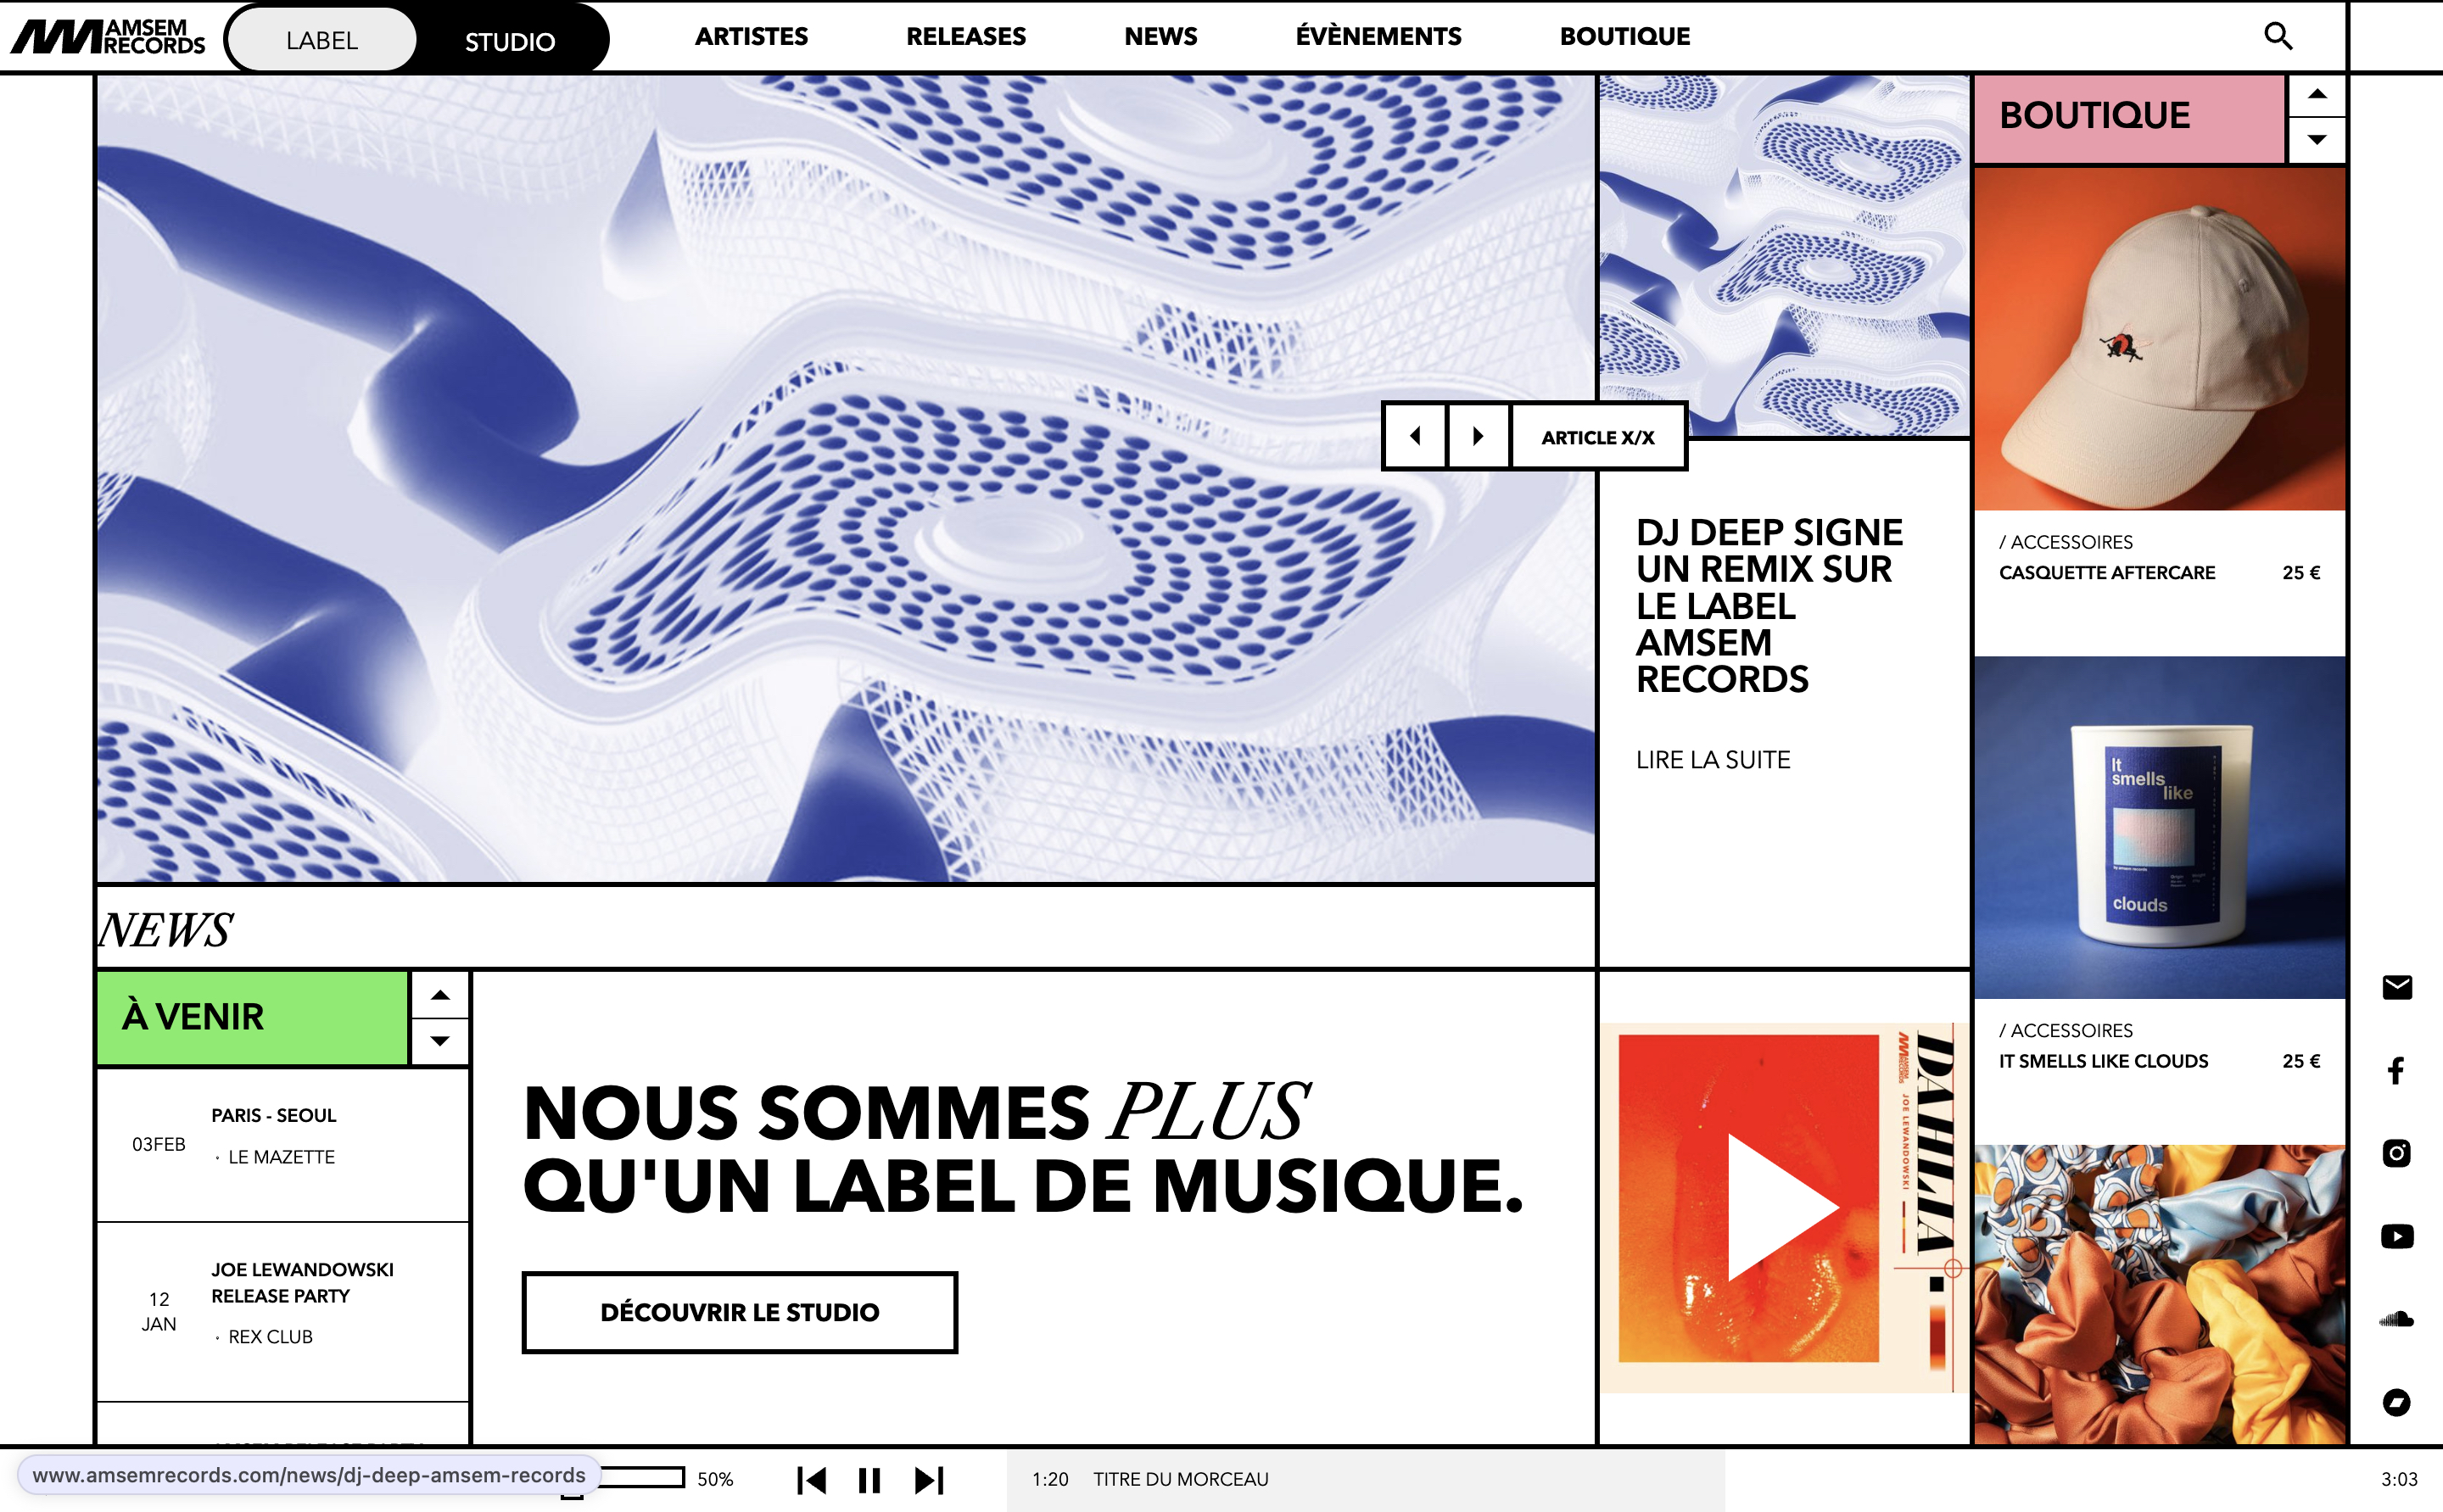 AMSEM
RECORDS
LABEL
STUDIO
ARTISTES
RELEASES
NEWS
ÉVÈNEMENTS
BOUTIQUE
BOUTIQUE
ARTICLE X/X
DJ DEEP SIGNE
UN REMIX SUR
LE LABEL
AMSEM
RECORDS
LIRE LA SUITE
/ ACCESSOIRES
CASQUETTE AFTERCARE 25 €
It
smells
like
clouds
/ ACCESSOIRES
IT SMELLS LIKE CLOUDS 25 €
NEWS
À VENIR
03FEB
PARIS - SEOUL
LE MAZETTE
12
JAN
JOE LEWANDOWSKI
RELEASE PARTY
REX CLUB
NOUS SOMMES PLUS
QU'UN LABEL DE MUSIQUE.
DÉCOUVRIR LE STUDIO
AMSEM
RECORDS
JOE LEWANDOWSKI
DAHLIA
www.amsemrecords.com/news/dj-deep-amsem-records
50%
1:20 TITRE DU MORCEAU
3:03